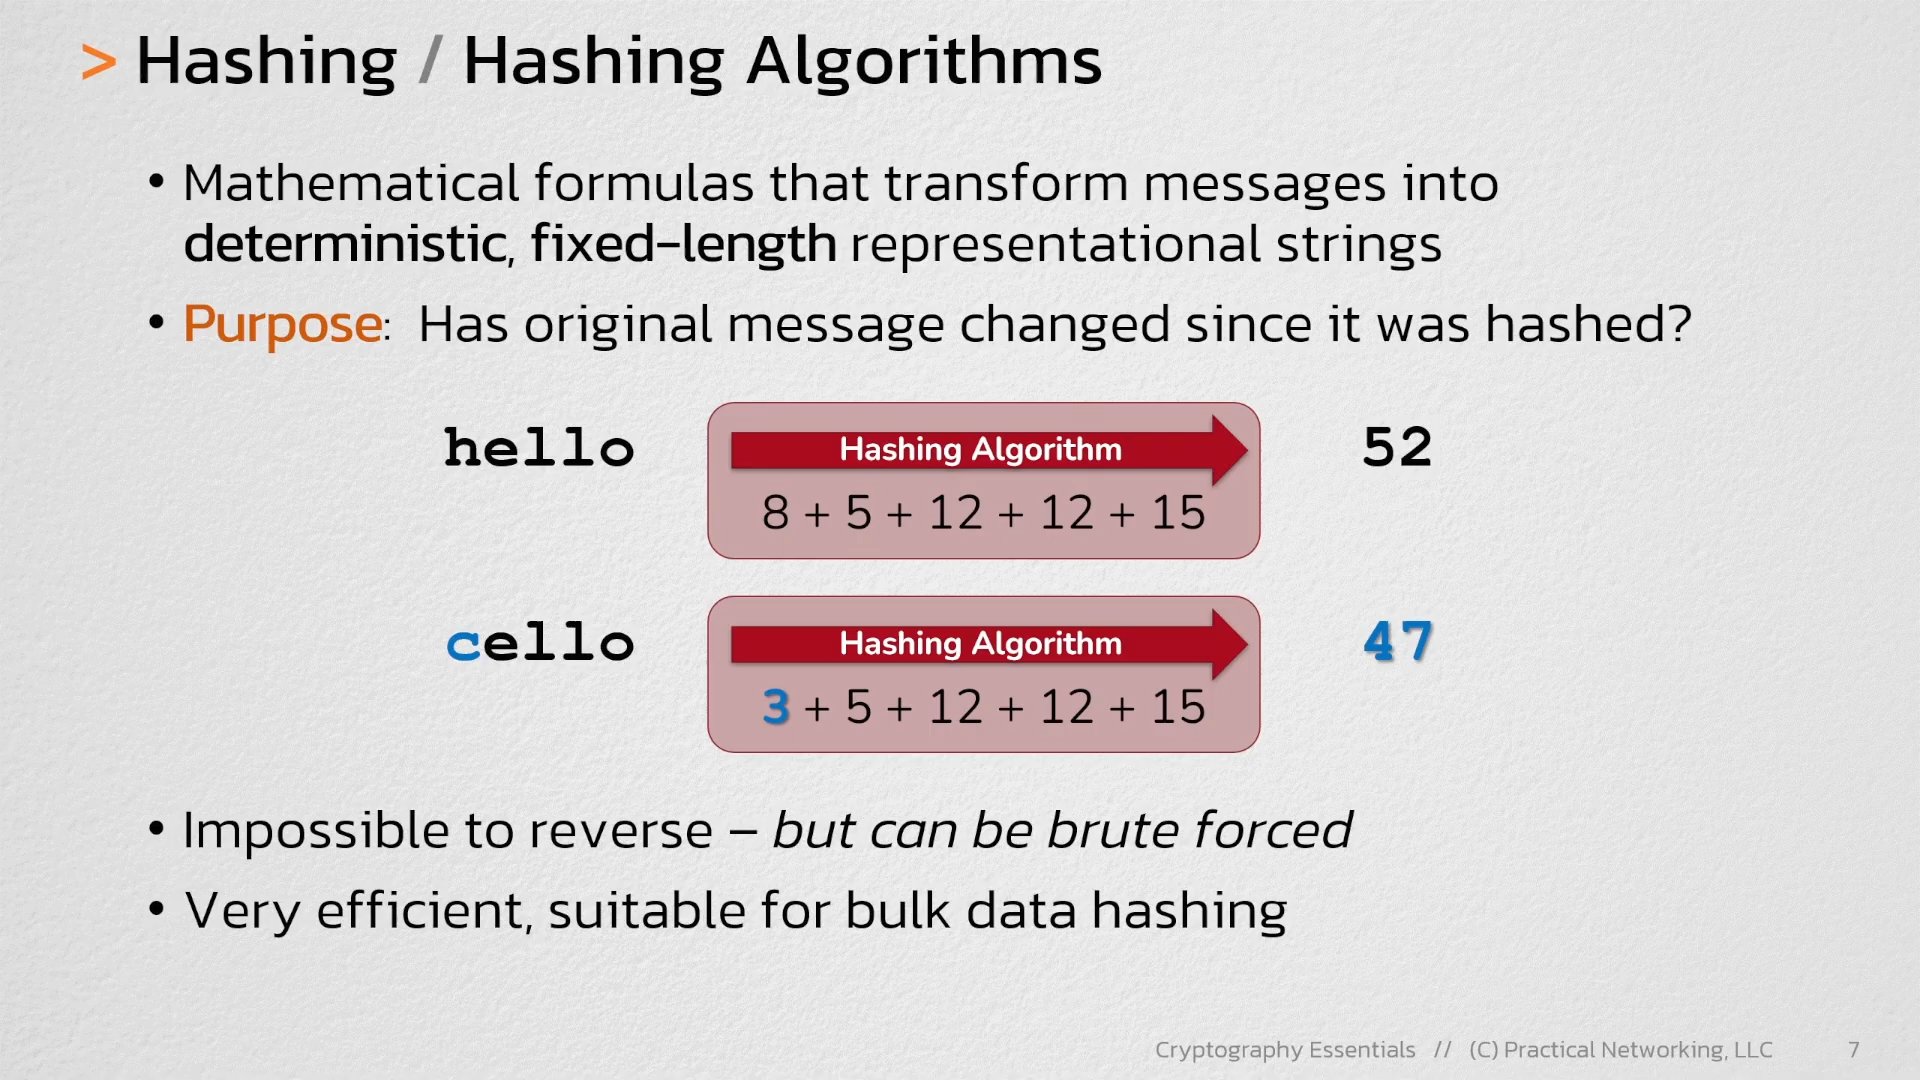 > Hashing / Hashing Algorithms
• Mathematical formulas that transform messages into
deterministic, fixed-length representational strings
• Purpose: Has original message changed since it was hashed?
hello
Hashing Algorithm
8 + 5 + 12 + 12 + 15
52
cello
Hashing Algorithm
3 + 5 + 12 + 12 + 15
47
• Impossible to reverse – but can be brute forced
• Very efficient, suitable for bulk data hashing
Cryptography Essentials // (C) Practical Networking, LLC 7